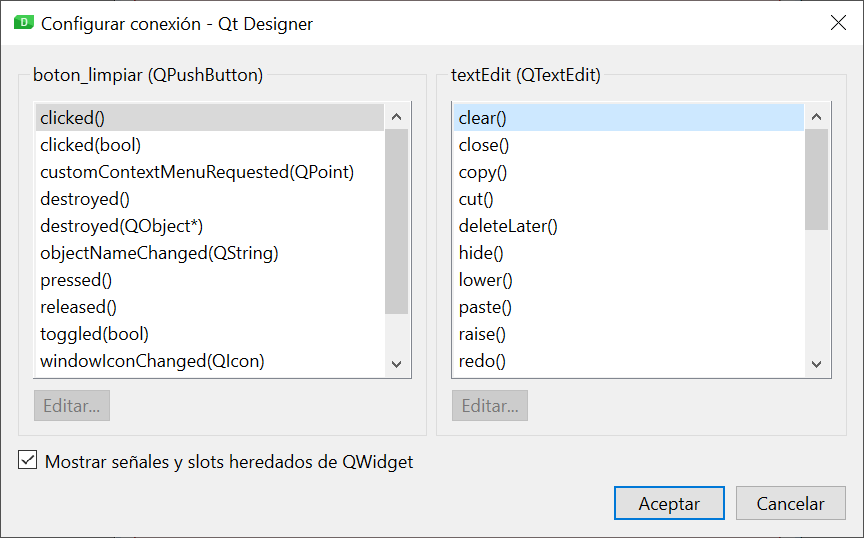 Configurar conexión - Qt Designer
boton_limpiar (QPushButton)
clicked()
clicked(bool)
customContextMenuRequested(QPoint)
destroyed()
destroyed(QObject*)
objectNameChanged(QString)
pressed()
released()
toggled(bool)
windowIconChanged(QIcon)
Editar...
textEdit (QTextEdit)
clear()
close()
copy()
cut()
deleteLater()
hide()
lower()
paste()
raise()
redo()
Editar...
Mostrar señales y slots heredados de QWidget
Aceptar
Cancelar